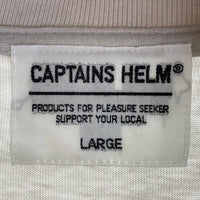 CAPTAINS HELM®
PRODUCTS FOR PLEASURE SEEKER
SUPPORT YOUR LOCAL
LARGE